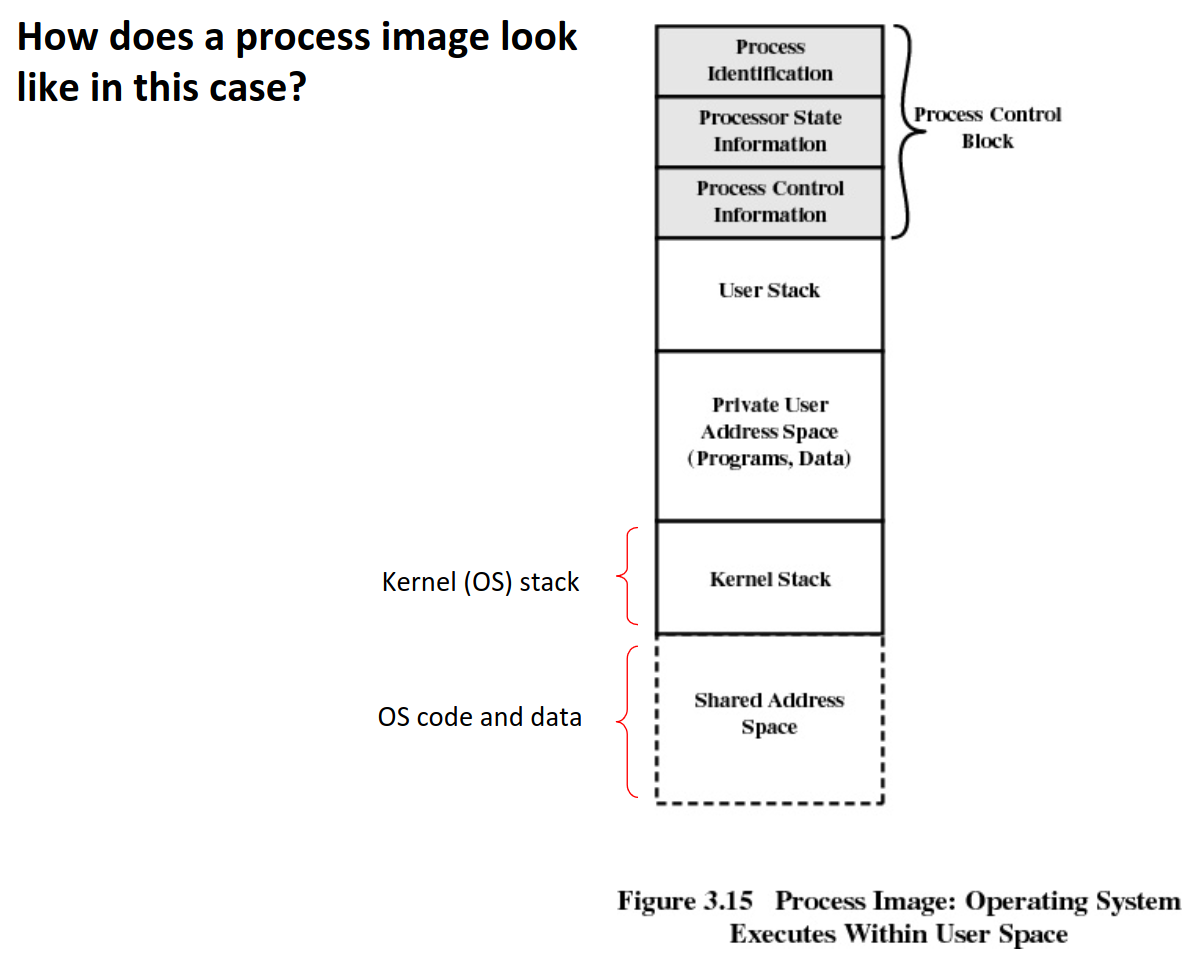 How does a process image look
like in this case?
Process
Identification
Processor State
Information
Process Control
Information
Process Control
Block
User Stack
Private User
Address Space
(Programs, Data)
Kernel (OS) stack
Kernel Stack
OS code and data
Shared Address
Space
Figure 3.15 Process Image: Operating System
Executes Within User Space